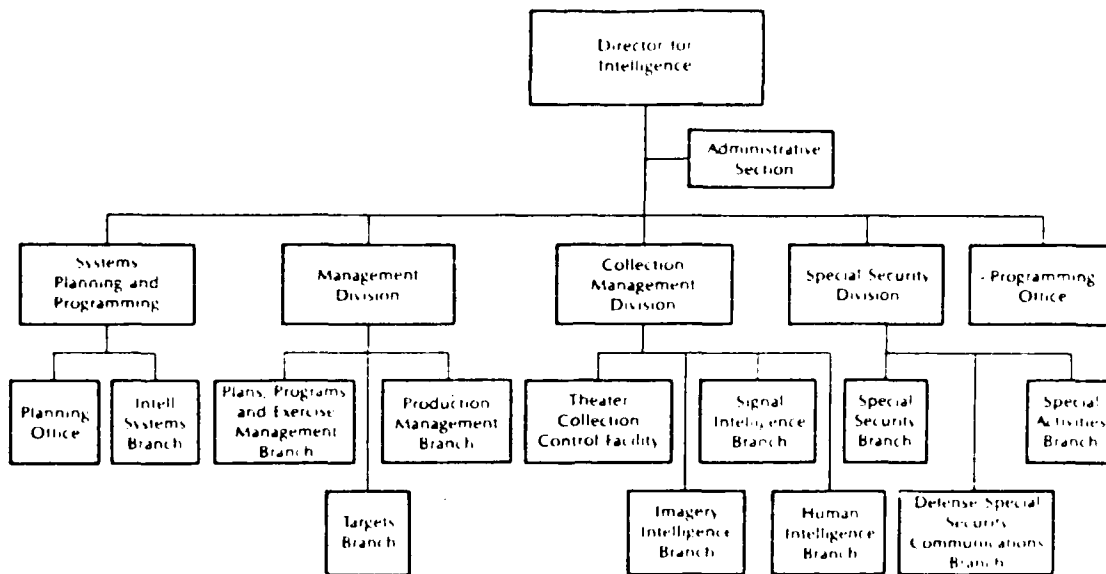 Director for
Intelligence
Administrative
Section
Systems
Planning and
Programming
Management
Division
Collection
Management
Division
Special Security
Division
-Programming
Office
Planning
Office
Intell
Systems
Branch
Plans, Programs
and Exercise
Management
Branch
Production
Management
Branch
Theater
Collection
Control Facility
Signal
Intelligence
Branch
Special
Security
Branch
Special
Activities
Branch
Targets
Branch
Imagery
Intelligence
Branch
Human
Intelligence
Branch
Defense Special
Security
Communications
Branch